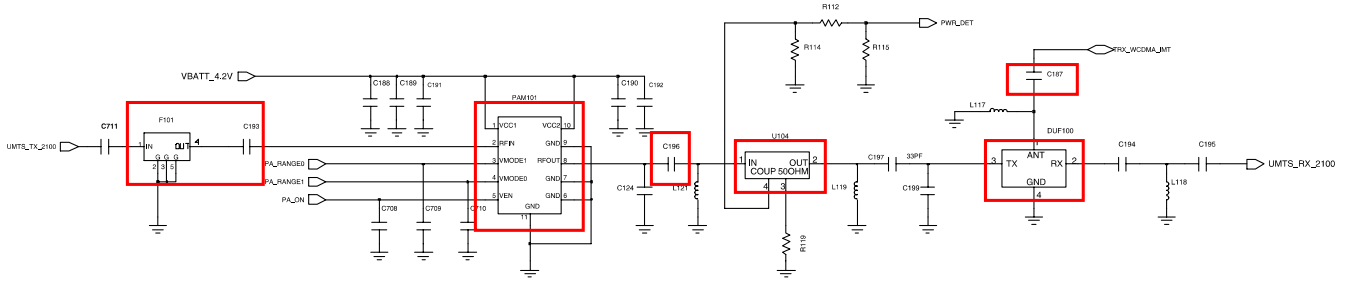 R112
PWR_DET
R114
R115
TRX_WCDMA_IMT
C187
VBATT_4.2V
C188
C189
C191
C190
C192
PAM101
L117
C711
F101
C193
DUF100
UMTS_TX_2100
1
IN
OUT
4
G
G
G
2
3
5
1
VCC1
VCC2
10
2
RFIN
GND
9
PA_RANGE0
3
VMODE1
RFOUT
8
PA_RANGE1
4
VMODE0
GND
7
PA_ON
5
VEN
GND
6
GND
11
C708
C709
C710
C124
C196
L121
U104
1
IN
OUT
2
COUP 50OHM
4
3
R119
C197
33PF
L119
C199
1
3
TX
ANT
RX
2
GND
4
C194
C195
L118
UMTS_RX_2100